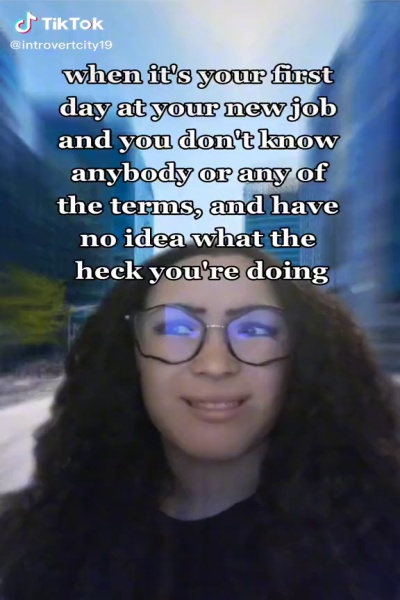 TikTok
@introvertcity19
when it's your first
day at your new job
and you don't know
anybody or any of
the terms, and have
no idea what the
heck you're doing